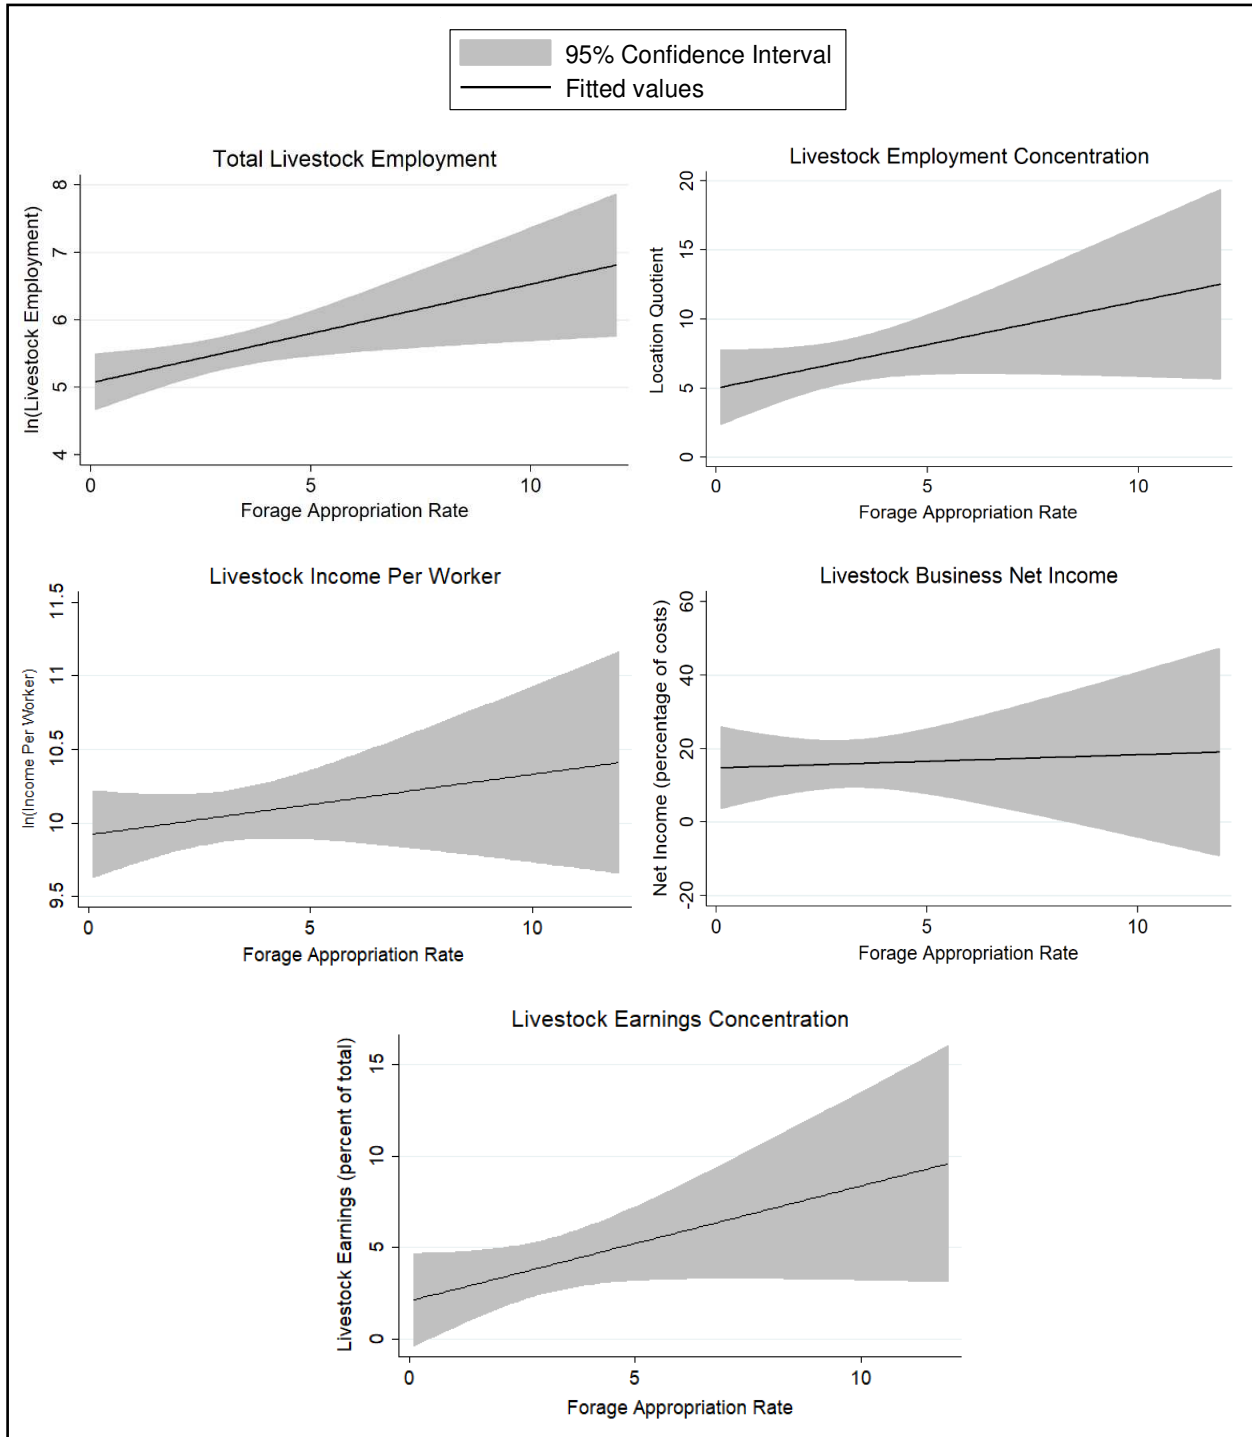 95% Confidence Interval
Fitted values
Total Livestock Employment
ln(Livestock Employment)
8
7
6
5
4
0 5 10
Forage Appropriation Rate
Livestock Employment Concentration
Location Quotient
20
15
10
5
0
0 5 10
Forage Appropriation Rate
Livestock Income Per Worker
ln(Income Per Worker)
11.5
11
10.5
10
9.5
0 5 10
Forage Appropriation Rate
Livestock Business Net Income
Net Income (percentage of costs)
60
40
20
0
-20
0 5 10
Forage Appropriation Rate
Livestock Earnings Concentration
Livestock Earnings (percent of total)
15
10
5
0
0 5 10
Forage Appropriation Rate